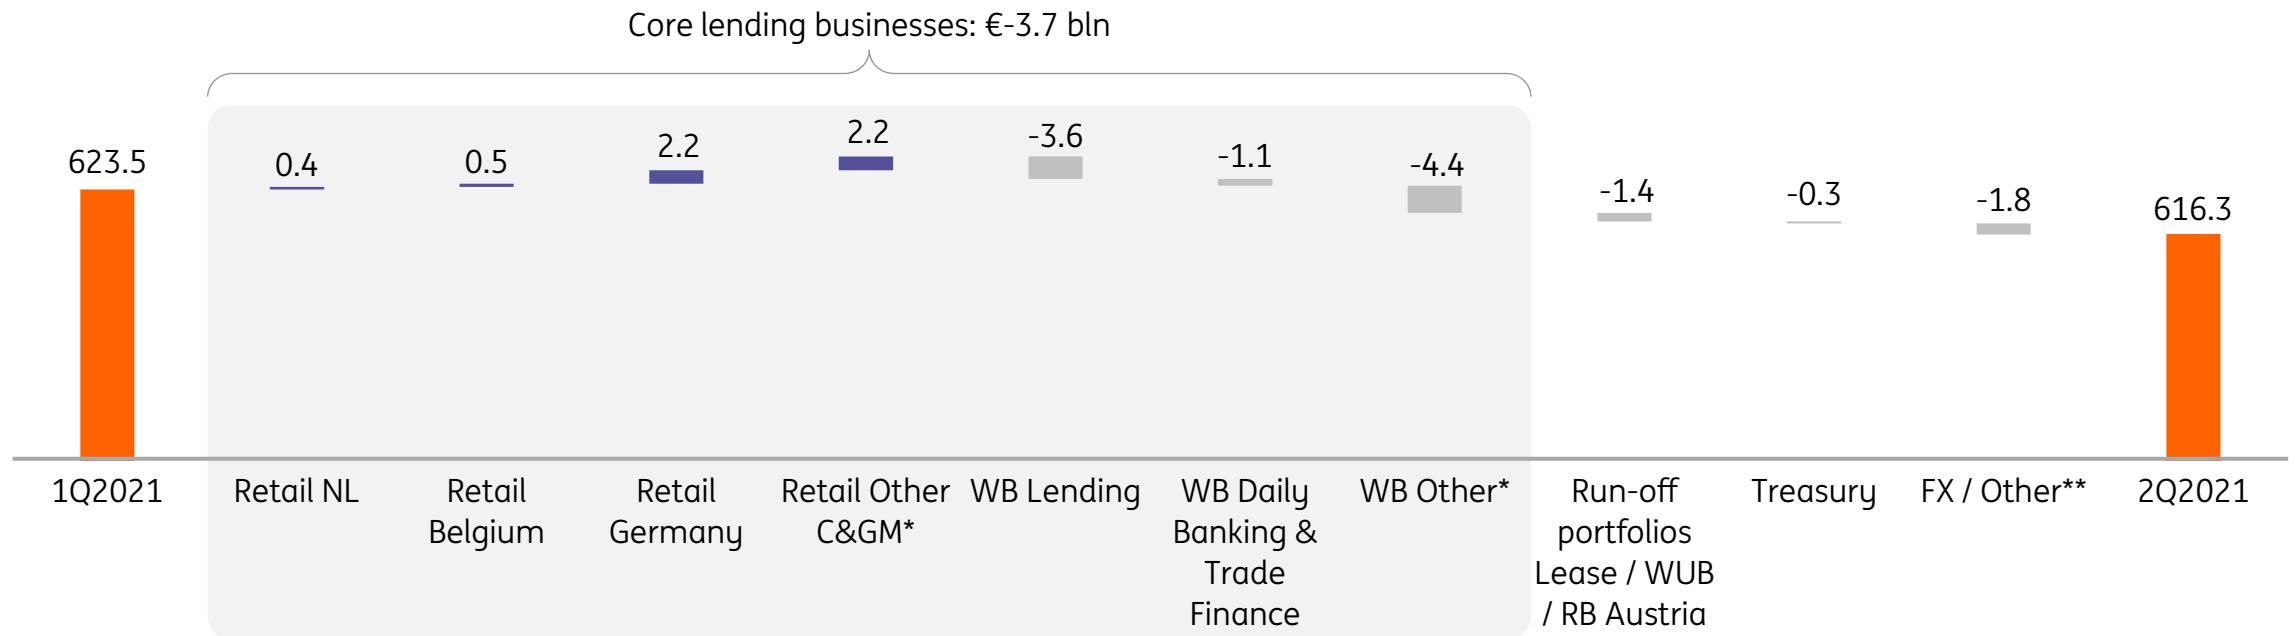 Core lending businesses: €-3.7 bln
623.5
0.4
0.5
2.2
2.2
-3.6
-1.1
-4.4
-1.4
-0.3
-1.8
616.3
1Q2021
Retail NL
Retail
Belgium
Retail
Germany
Retail Other
C&GM*
WB Lending
WB Daily
Banking &
Trade
Finance
WB Other*
Run-off
portfolios
Lease / WUB
/ RB Austria
Treasury
FX / Other**
2Q2021